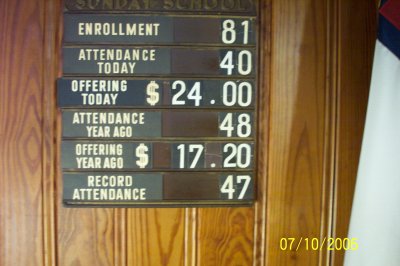 SUNDAY SCHOOL
ENROLLMENT 81
ATTENDANCE TODAY 40
OFFERING TODAY $ 24.00
ATTENDANCE YEAR AGO 48
OFFERING YEAR AGO $ 17.20
RECORD ATTENDANCE 47
07/10/2006